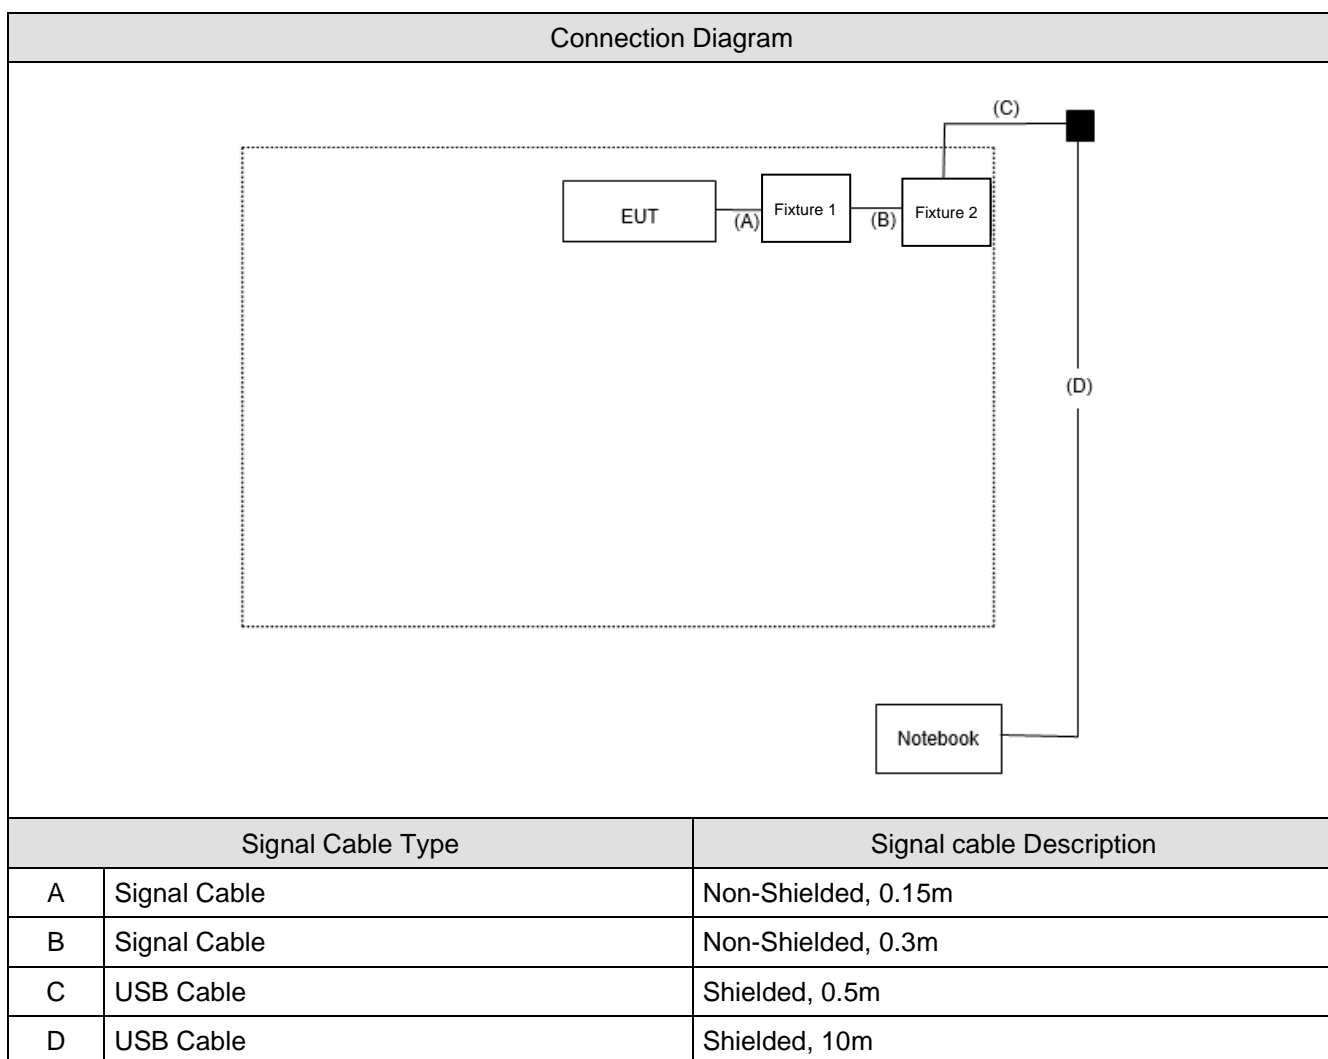 Connection Diagram
(C)
EUT
(A)
Fixture 1
(B)
Fixture 2
(D)
Notebook
Signal Cable Type Signal cable Description
A Signal Cable Non-Shielded, 0.15m
B Signal Cable Non-Shielded, 0.3m
C USB Cable Shielded, 0.5m
D USB Cable Shielded, 10m